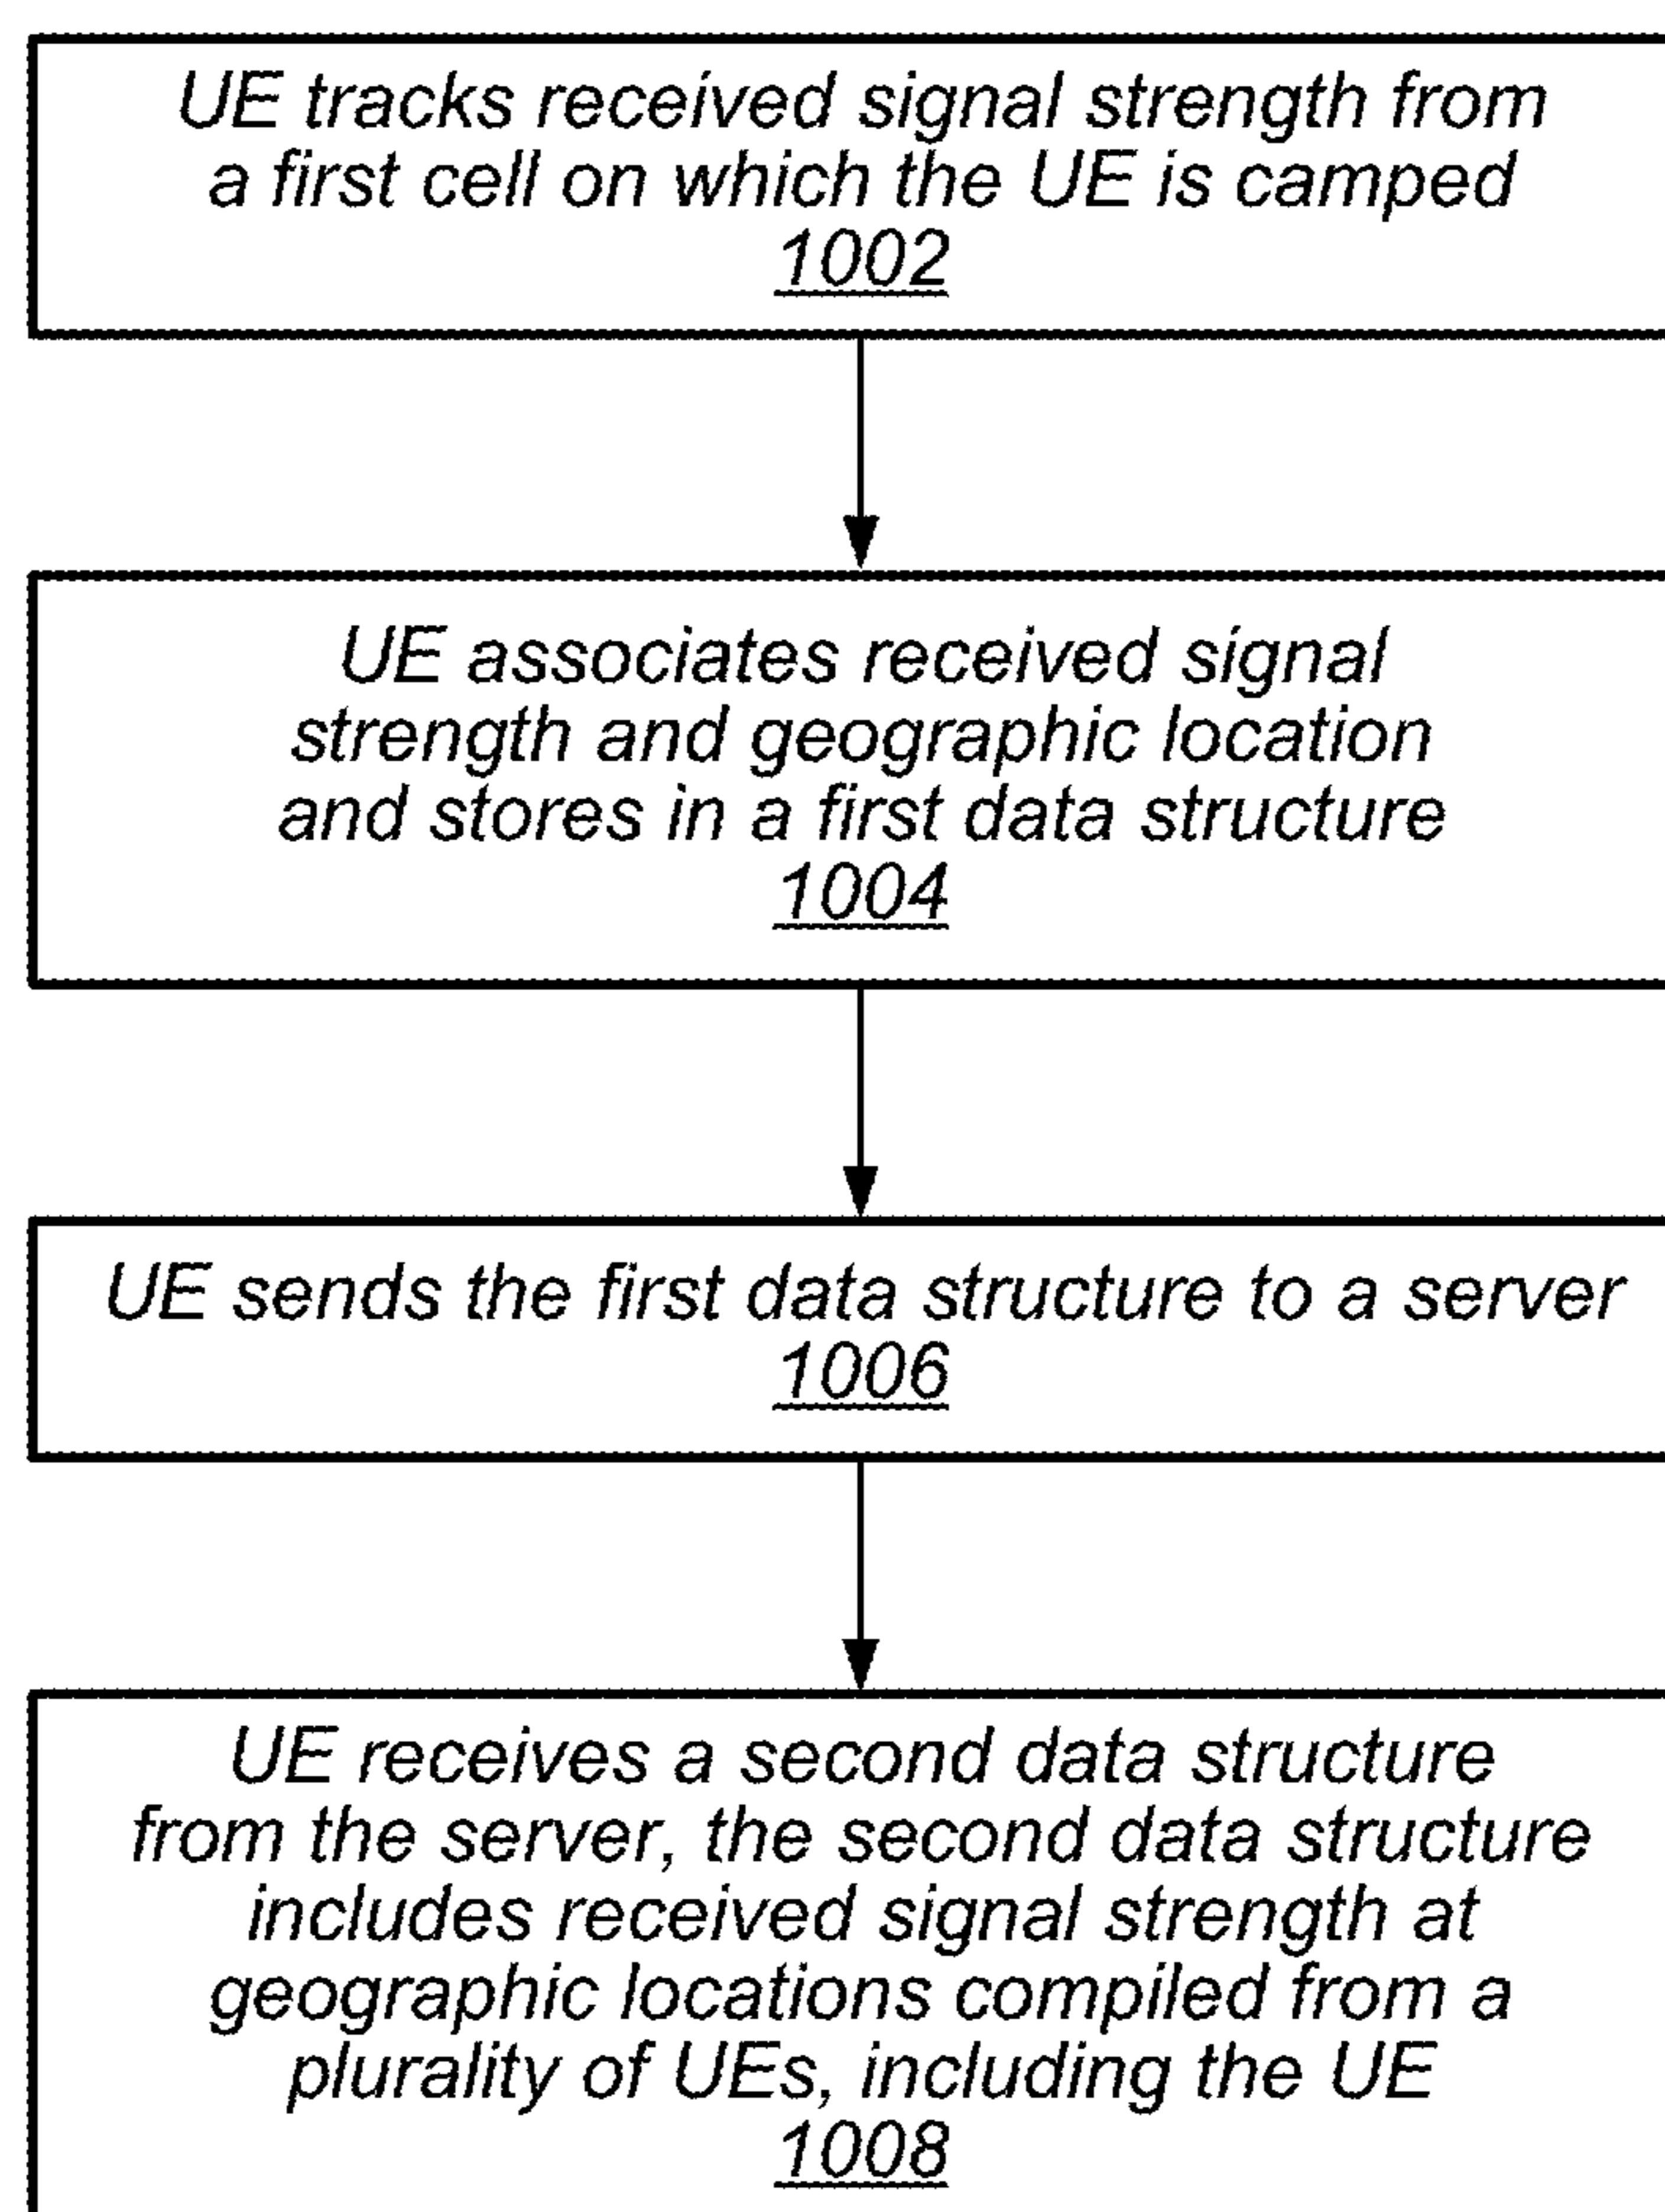 UE tracks received signal strength from
a first cell on which the UE is camped
1002
UE associates received signal
strength and geographic location
and stores in a first data structure
1004
UE sends the first data structure to a server
1006
UE receives a second data structure
from the server, the second data structure
includes received signal strength at
geographic locations compiled from a
plurality of UEs, including the UE
1008